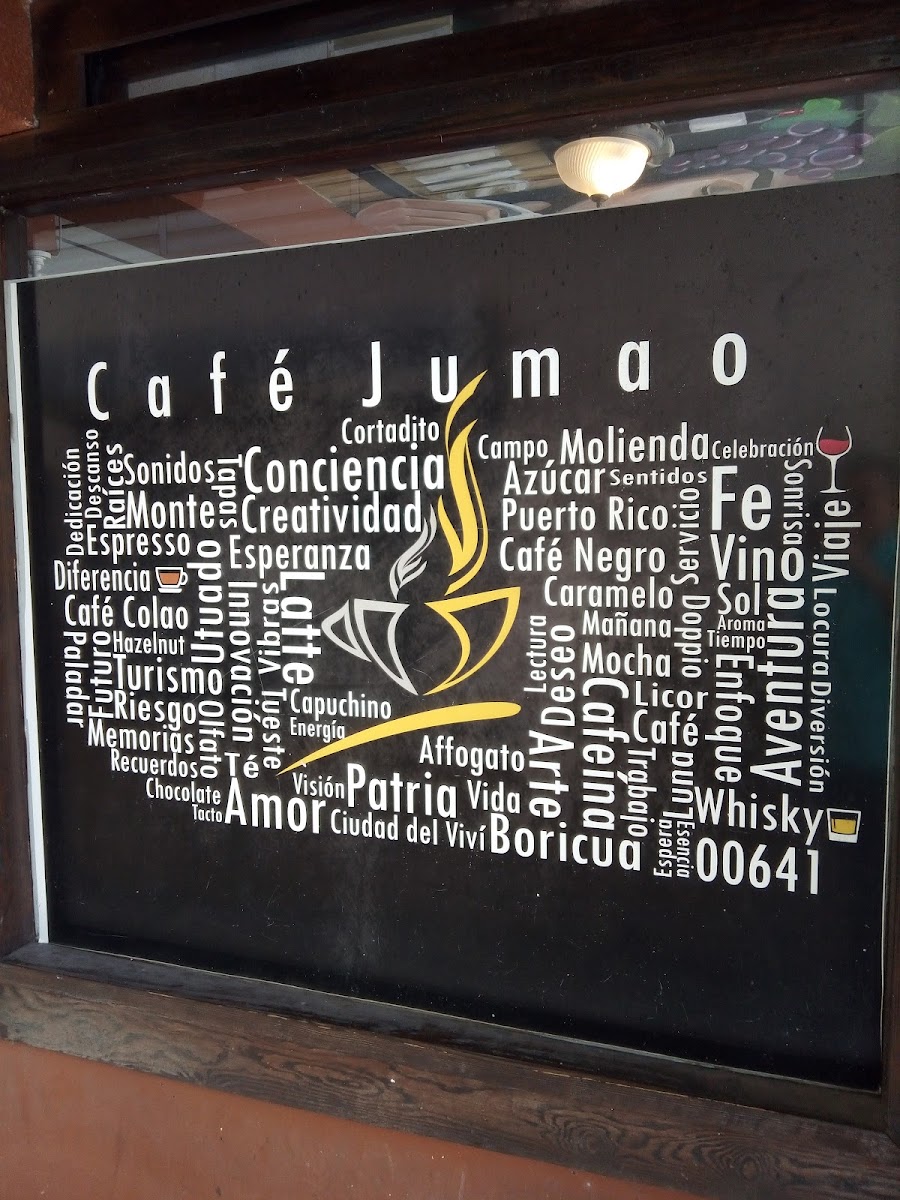 Café Jumao
Cortadito
Campo
Molienda
Celebración
Dedicación
Descanso
Raíces
Sonidos
Tapas
Conciencia
Azúcar
Sentidos
Sonrisa
Monte
Creatividad
Puerto Rico
Servicio
Fe
Viaje
Espresso
Esperanza
Café Negro
Vino
Diferencia
Utuado
Innovación
Vibras
Latte
Caramelo
Doppio
Sol
Aventura
Locura
Café Colao
Lectura
Deseo
Mañana
Aroma
Tiempo
Paladar
Futuro
Hazelnut
Mocha
Enfoque
Diversión
Turismo
Olfato
Tueste
Capuchino
Cafeína
Licor
Riesgo
Energía
Arte
Café
Luna
Memorias
Affogato
Trabajo
Recuerdos
Té
Visión
Patria
Vida
Whisky
Chocolate
Tacto
Amor
Ciudad del Viví
Boricua
Espera
Esencia
00641